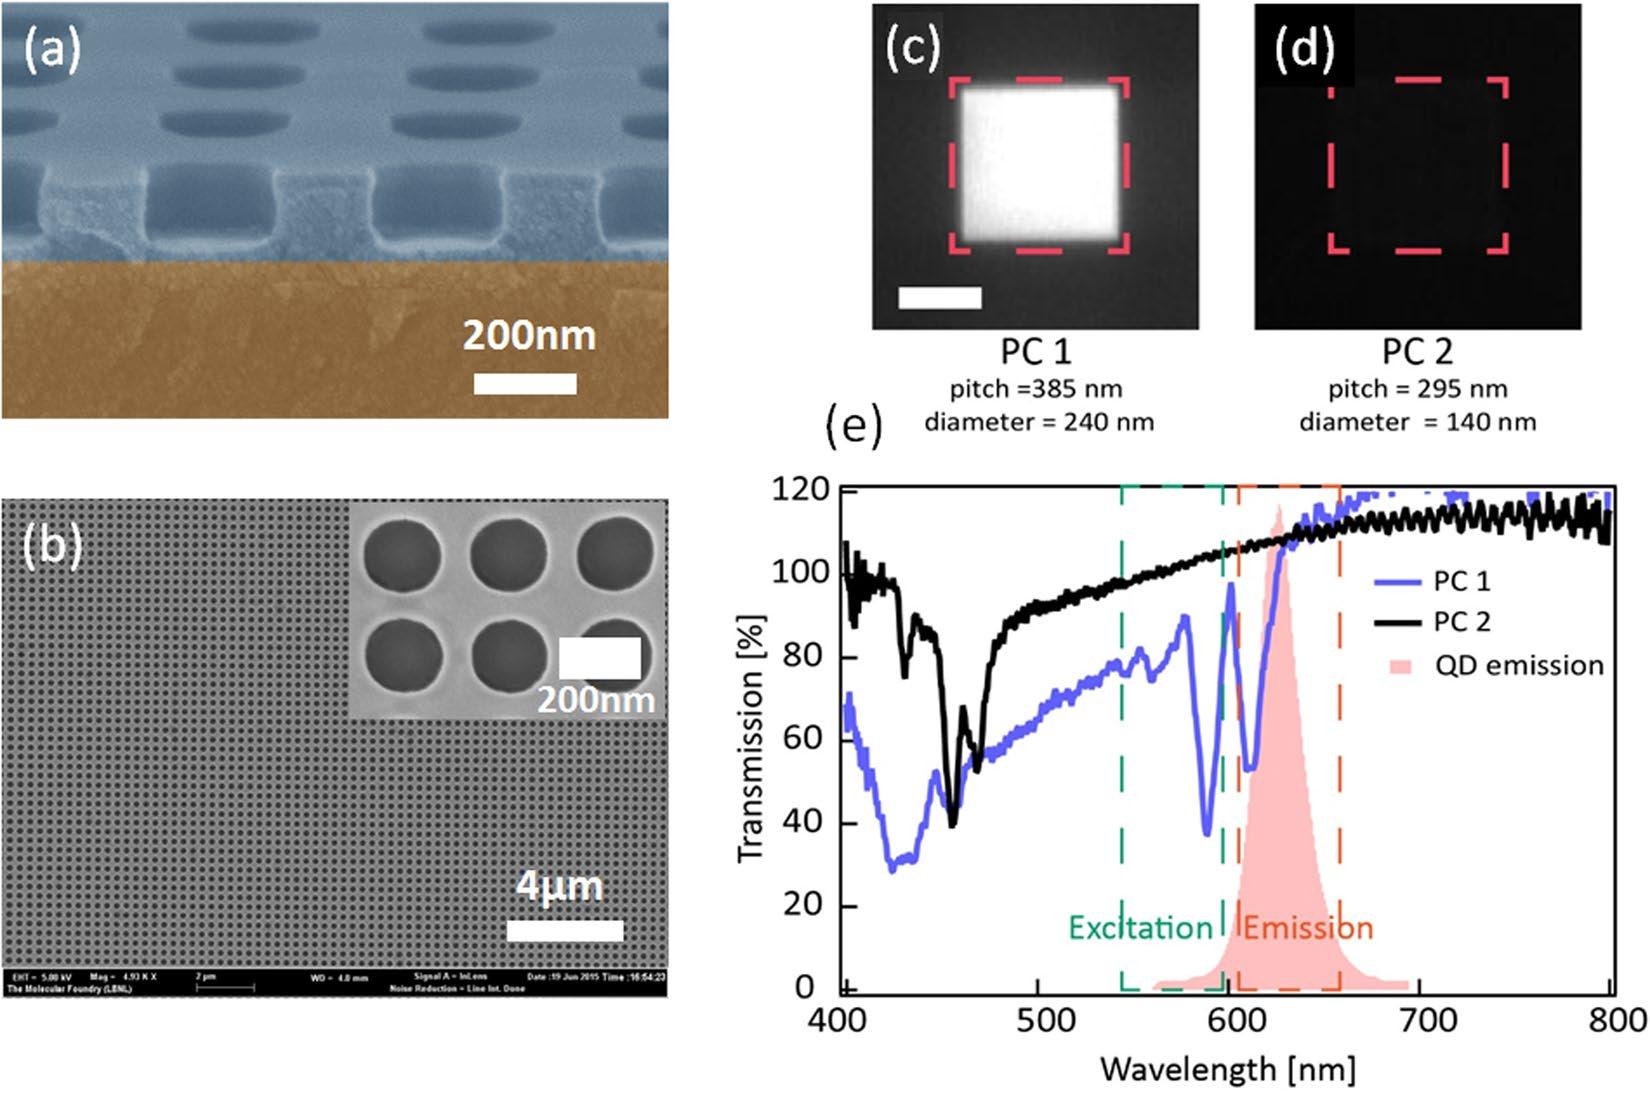 (a)
200nm
(b)
200nm
4µm
EHT = 5.00 kV Mag = 4.93 K X 2 µm WD = 4.0 mm Signal A = InLens Date :19 Jun 2015 Time :16:54:23
The Molecular Foundry (LBNL) Noise Reduction = Line Int. Done
(c)
(d)
PC 1
pitch =385 nm
diameter = 240 nm
PC 2
pitch = 295 nm
diameter = 140 nm
(e)
120
100
80
60
40
20
0
Transmission [%]
PC 1
PC 2
QD emission
Excitation
Emission
400
500
600
700
800
Wavelength [nm]